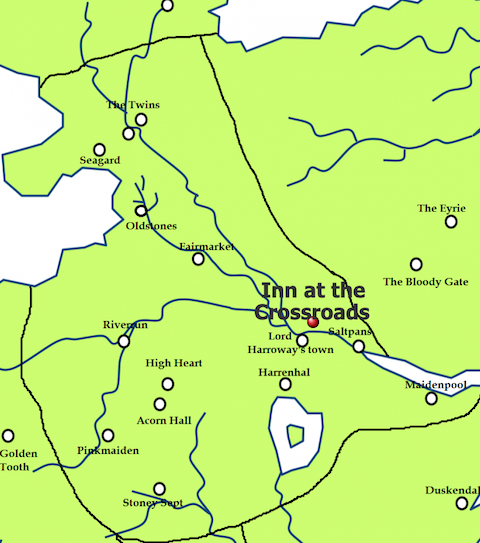 The Twins
Seagard
The Eyrie
Oldstones
Fairmarket
The Bloody Gate
Inn at the
Crossroads
Riverrun
Saltpans
Lord
Harroway's town
High Heart
Harrenhal
Maidenpool
Acorn Hall
Golden
Tooth
Pinkmaiden
Stoney Sept
Duskendal